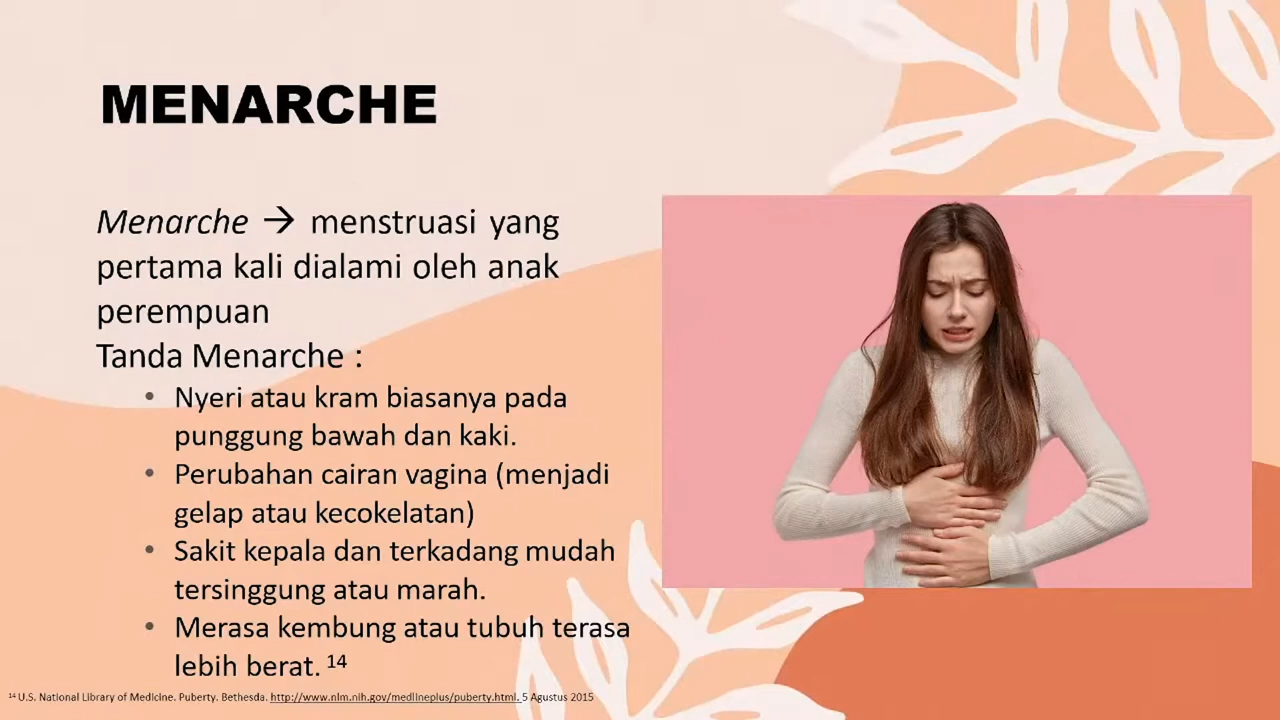 MENARCHE
Menarche → menstruasi yang
pertama kali dialami oleh anak
perempuan
Tanda Menarche :
• Nyeri atau kram biasanya pada
punggung bawah dan kaki.
• Perubahan cairan vagina (menjadi
gelap atau kecokelatan)
• Sakit kepala dan terkadang mudah
tersinggung atau marah.
• Merasa kembung atau tubuh terasa
lebih berat. 14
14 U.S. National Library of Medicine. Puberty. Bethesda. http://www.nlm.nih.gov/medlineplus/puberty.html. 5 Agustus 2015